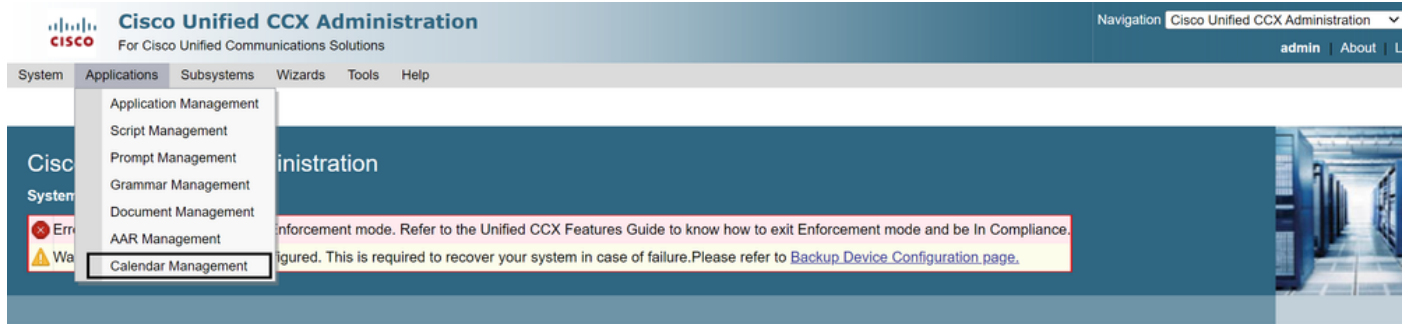 Cisco Unified CCX Administration
Navigation Cisco Unified CCX Administration
CISCO For Cisco Unified Communications Solutions
admin | About |
System Applications Subsystems Wizards Tools Help
Application Management
Script Management
Prompt Management
inistration
Grammar Management
System
Document Management
nforcement mode. Refer to the Unified CCX Features Guide to know how to exit Enforcement mode and be In Compliance.
AAR Management
igured. This is required to recover your system in case of failure.Please refer to Backup Device Configuration page.
Calendar Management